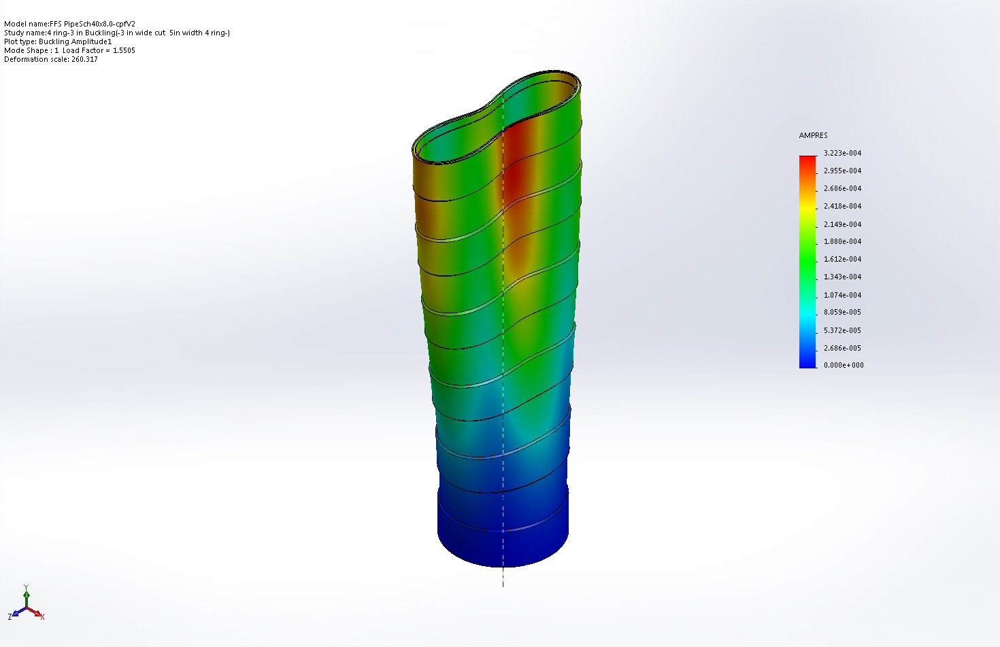 Model name:FFS PipeSch40x8.0-cpfV2
Study name:4 ring-3 in Buckling(-3 in wide cut  5in width 4 ring-)
Plot type: Buckling Amplitude1
Mode Shape : 1  Load Factor =  1.5505
Deformation scale: 260.317
AMPRES
3.223e-004
2.955e-004
2.686e-004
2.418e-004
2.149e-004
1.880e-004
1.612e-004
1.343e-004
1.074e-004
8.059e-005
5.372e-005
2.686e-005
0.000e+000
Y
Z
X